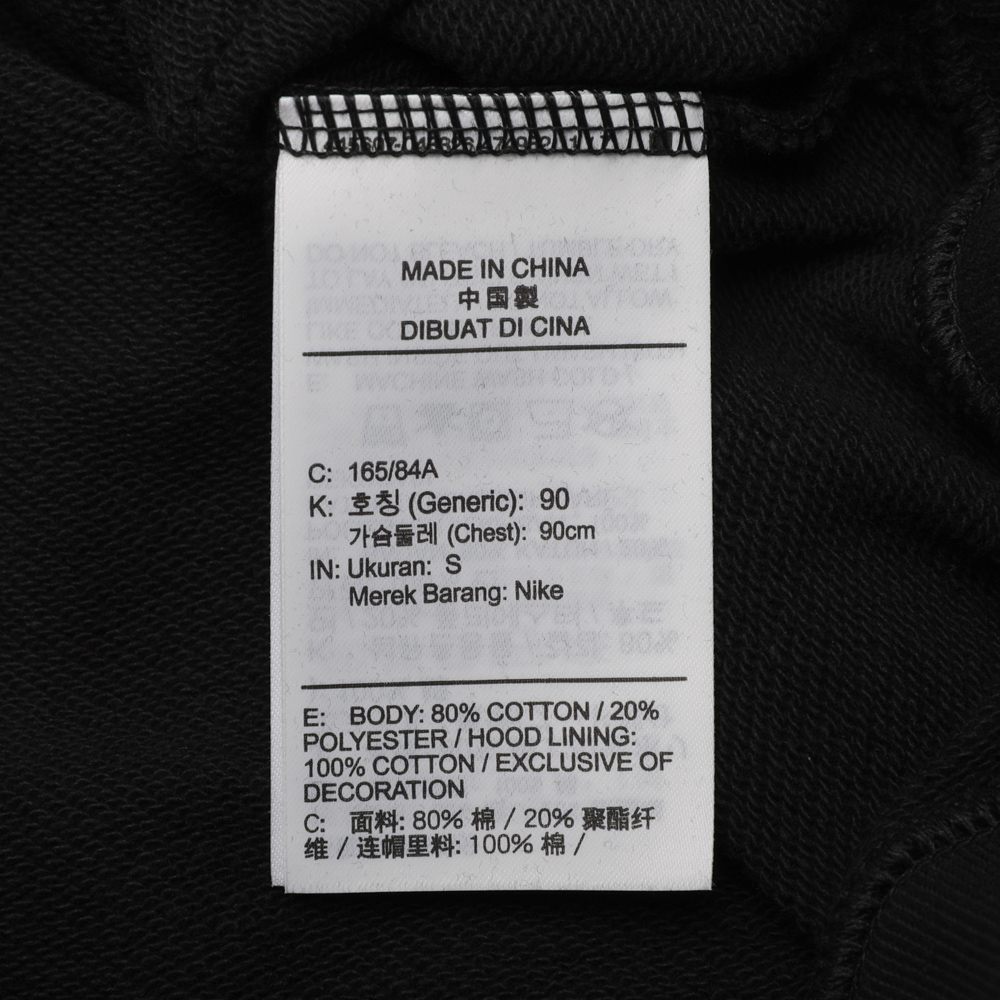 MADE IN CHINA
中国製
DIBUAT DI CINA
C: 165/84A
K: 호칭 (Generic): 90
가슴둘레 (Chest): 90cm
IN: Ukuran: S
Merek Barang: Nike
E: BODY: 80% COTTON / 20%
POLYESTER / HOOD LINING:
100% COTTON / EXCLUSIVE OF
DECORATION
C: 面料: 80% 棉 / 20% 聚酯纤
维 / 连帽里料: 100% 棉 /